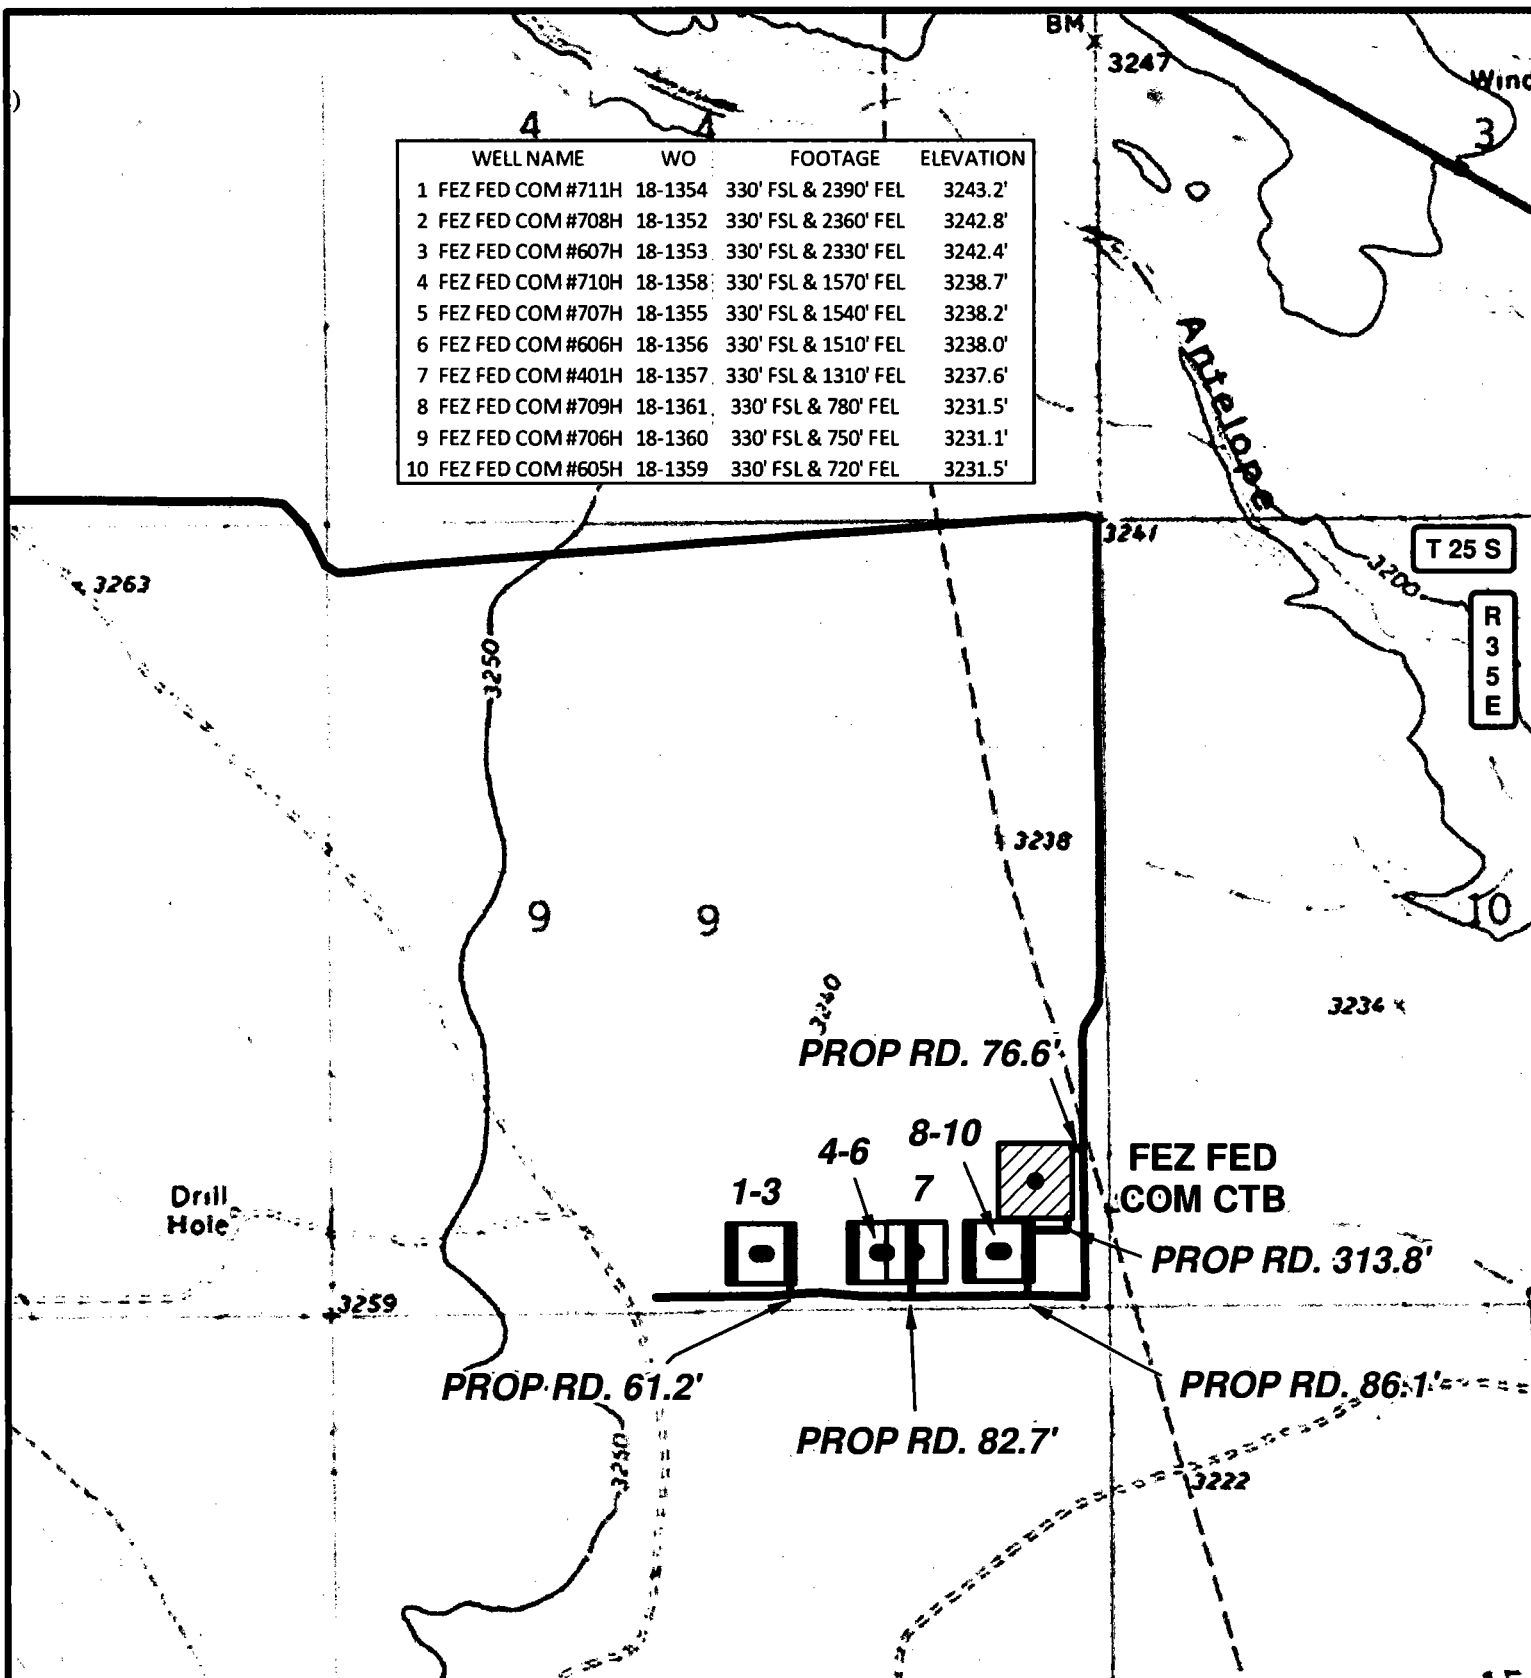 BM
3247
Wind
3
4
4
WELL NAME WO FOOTAGE ELEVATION
1 FEZ FED COM #711H 18-1354 330' FSL & 2390' FEL 3243.2'
2 FEZ FED COM #708H 18-1352 330' FSL & 2360' FEL 3242.8'
3 FEZ FED COM #607H 18-1353 330' FSL & 2330' FEL 3242.4'
4 FEZ FED COM #710H 18-1358 330' FSL & 1570' FEL 3238.7'
5 FEZ FED COM #707H 18-1355 330' FSL & 1540' FEL 3238.2'
6 FEZ FED COM #606H 18-1356 330' FSL & 1510' FEL 3238.0'
7 FEZ FED COM #401H 18-1357 330' FSL & 1310' FEL 3237.6'
8 FEZ FED COM #709H 18-1361 330' FSL & 780' FEL 3231.5'
9 FEZ FED COM #706H 18-1360 330' FSL & 750' FEL 3231.1'
10 FEZ FED COM #605H 18-1359 330' FSL & 720' FEL 3231.5'
Antelope
3241
T 25 S
3200
R
3
5
E
3263
3250
3238
9
9
10
3240
3234
PROP RD. 76.6'
8-10
4-6
7
1-3
FEZ FED
COM CTB
Drill
Hole
PROP RD. 313.8'
3259
PROP RD. 61.2'
PROP RD. 86.1'
PROP RD. 82.7'
3250
3222